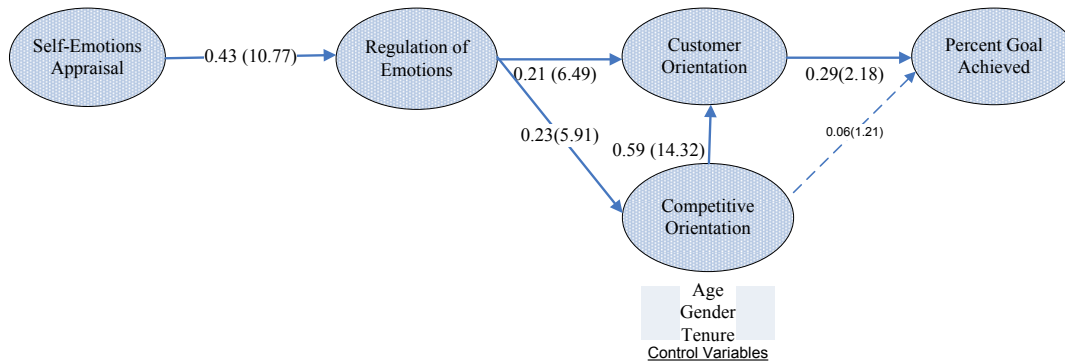 Self-Emotions
Appraisal
0.43 (10.77)
Regulation of
Emotions
0.21 (6.49)
Customer
Orientation
0.29(2.18)
Percent Goal
Achieved
0.23(5.91)
0.59 (14.32)
0.06(1.21)
Competitive
Orientation
Age
Gender
Tenure
Control Variables